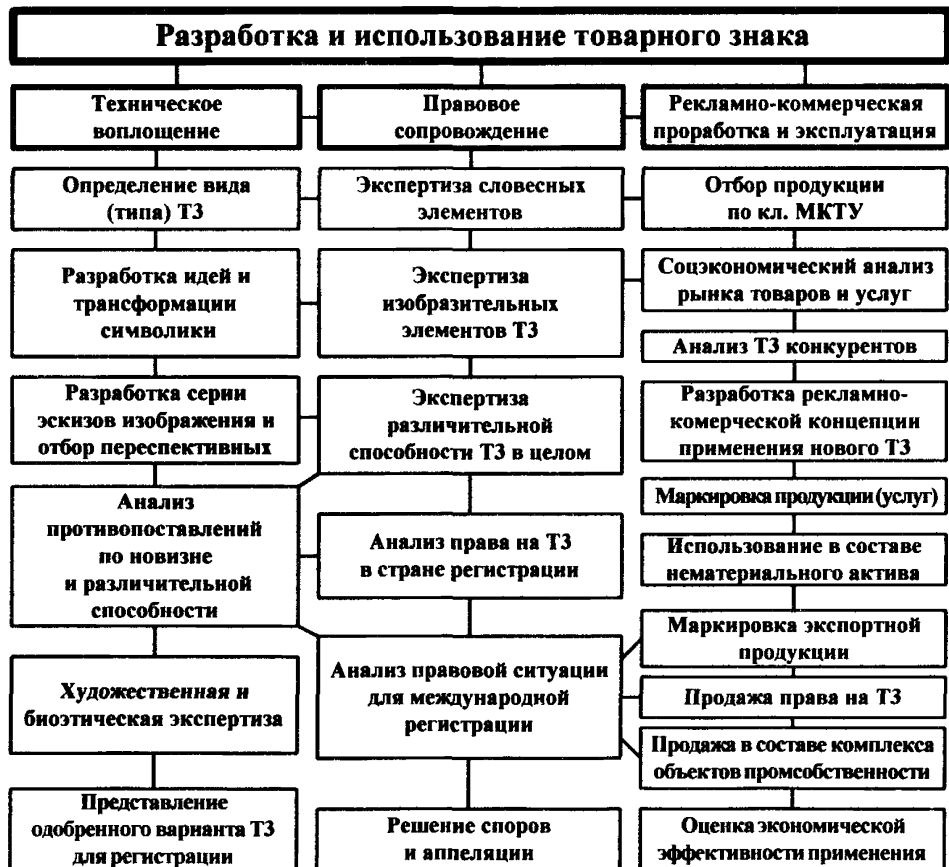 Разработка и использование товарного знака
Техническое
воплощение
Правовое
сопровождение
Рекламно-коммерческая
проработка и эксплуатация
Определение вида
(типа) ТЗ
Экспертиза словесных
элементов
Отбор продукции
по кл. МКТУ
Разработка идей и
трансформации
символики
Экспертиза
изобразительных
элементов ТЗ
Соцэкономический анализ
рынка товаров и услуг
Анализ ТЗ конкурентов
Разработка серии
эскизов изображения и
отбор переспективных
Экспертиза
различительной
способности ТЗ в целом
Разработка рекламно-
комерческой концепции
применения нового ТЗ
Анализ
противопоставлений
по новизне
и различительной
способности
Анализ права на ТЗ
в стране регистрации
Маркировка продукции (услуг)
Использование в составе
нематериального актива
Маркировка экспортной
продукции
Художественная и
биоэтическая экспертиза
Анализ правовой ситуации
для международной
регистрации
Продажа права на ТЗ
Продажа в составе комплекса
объектов промсобственности
Представление
одобренного варианта ТЗ
для регистрации
Решение споров
и аппеляции
Оценка экономической
эффективности применения